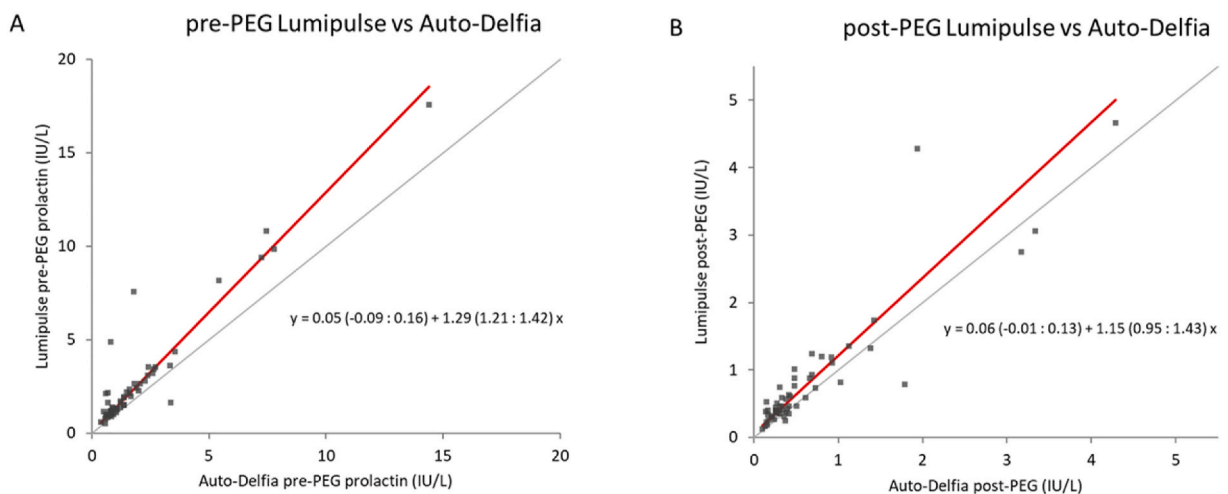 A
pre-PEG Lumipulse vs Auto-Delfia
20
15
10
5
0
Lumipulse pre-PEG prolactin (IU/L)
y = 0.05 (-0.09 : 0.16) + 1.29 (1.21 : 1.42) x
0 5 10 15 20
Auto-Delfia pre-PEG prolactin (IU/L)
B
post-PEG Lumipulse vs Auto-Delfia
5
4
3
2
1
0
Lumipulse post-PEG (IU/L)
y = 0.06 (-0.01 : 0.13) + 1.15 (0.95 : 1.43) x
0 1 2 3 4 5
Auto-Delfia post-PEG (IU/L)